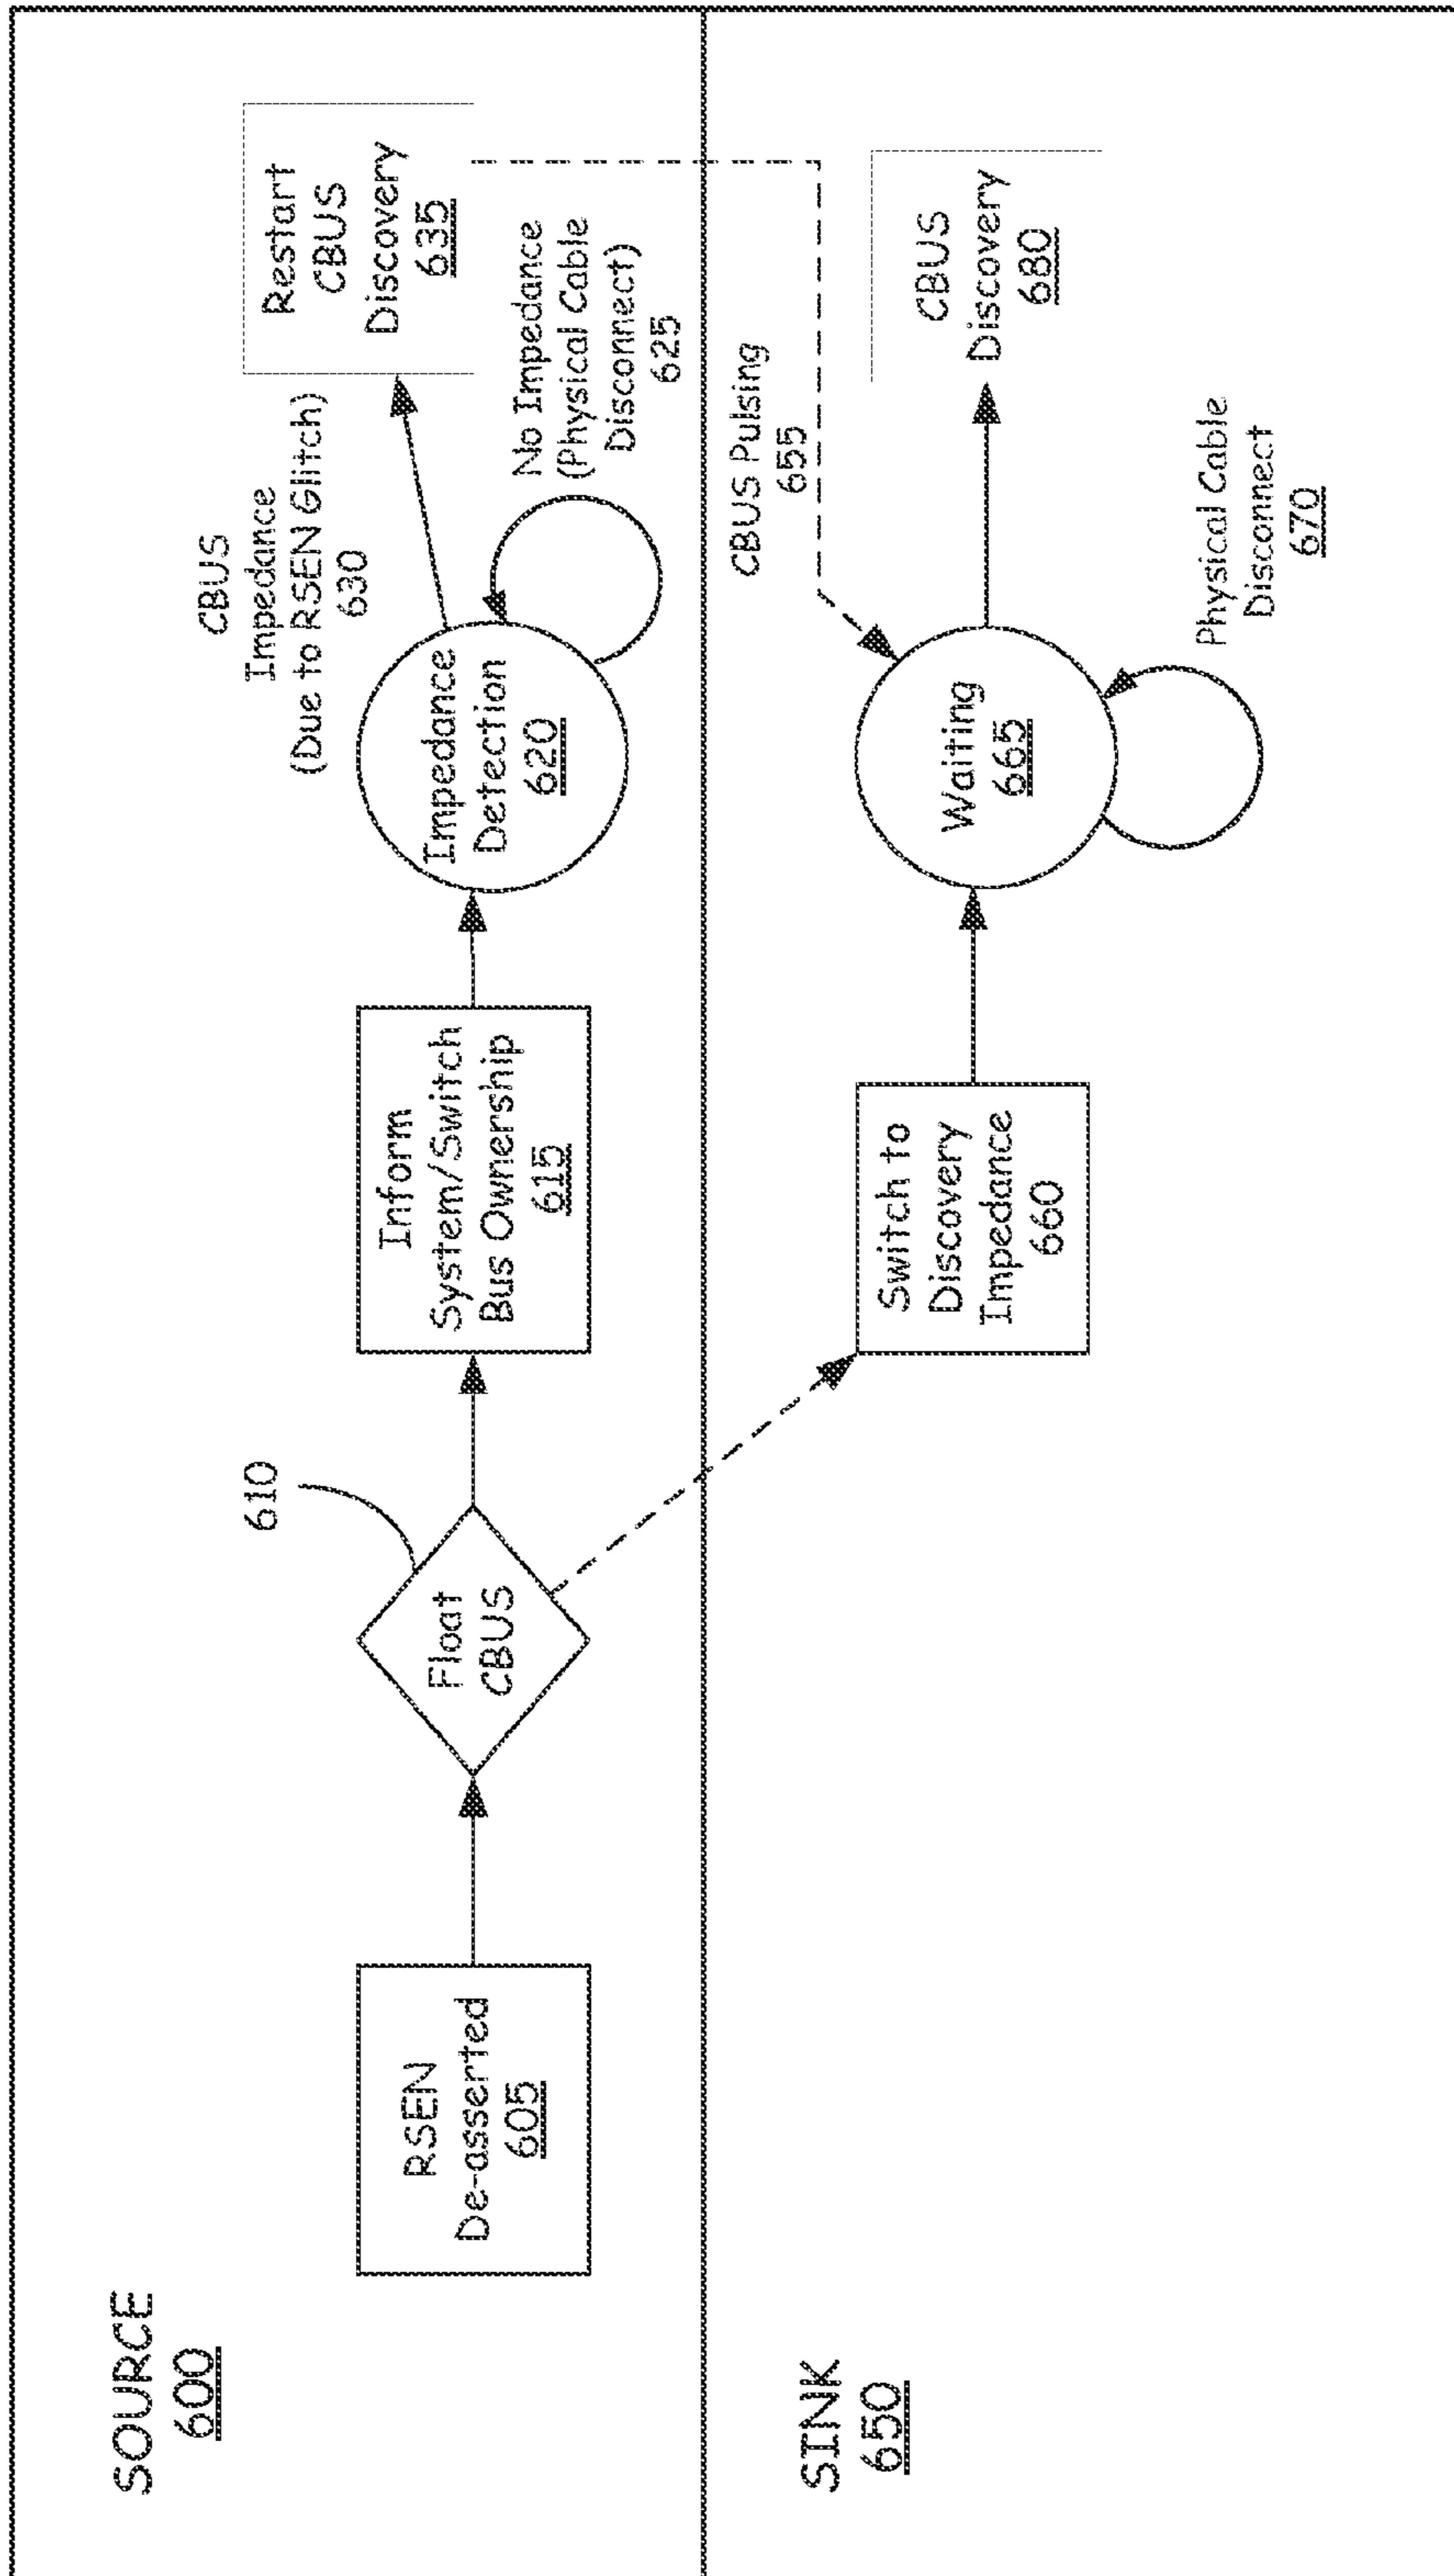 SOURCE
600
RSEN
De-asserted
605
Float
CBUS
610
Inform
System/Switch
Bus Ownership
615
Impedance
Detection
620
CBUS
Impedance
(Due to RSEN Glitch)
630
No Impedance
(Physical Cable
Disconnect)
625
Restart
CBUS
Discovery
635
SINK
650
Switch to
Discovery
Impedance
660
CBUS Pulsing
655
Waiting
665
Physical Cable
Disconnect
670
CBUS
Discovery
680